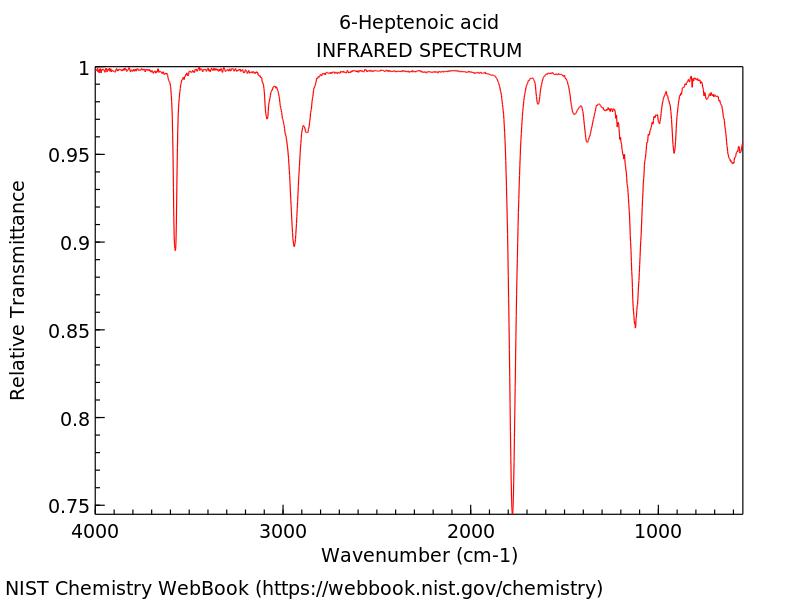 6-Heptenoic acid
INFRARED SPECTRUM
1
0.95
0.9
0.85
0.8
0.75
Relative Transmittance
4000 3000 2000 1000
Wavenumber (cm-1)
NIST Chemistry WebBook (https://webbook.nist.gov/chemistry)